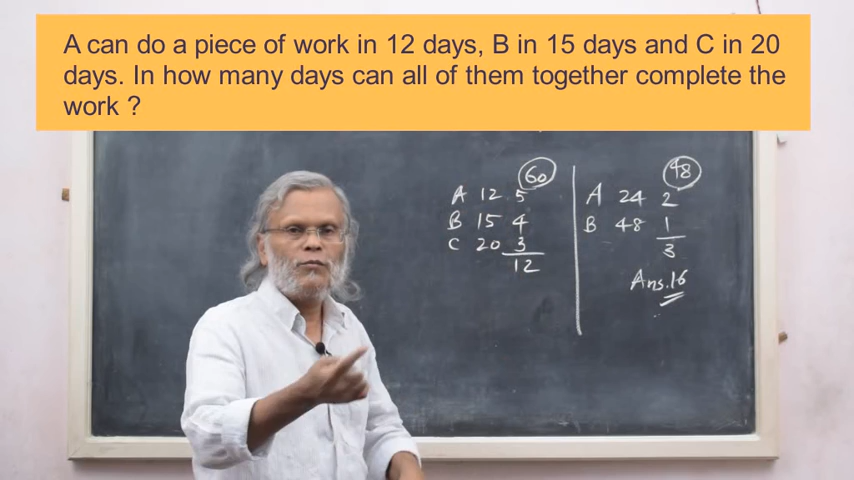 A can do a piece of work in 12 days, B in 15 days and C in 20
days. In how many days can all of them together complete the
work ?
60
A 12 5
B 15 4
C 20 3
12
48
A 24 2
B 48 1
3
Ans.16